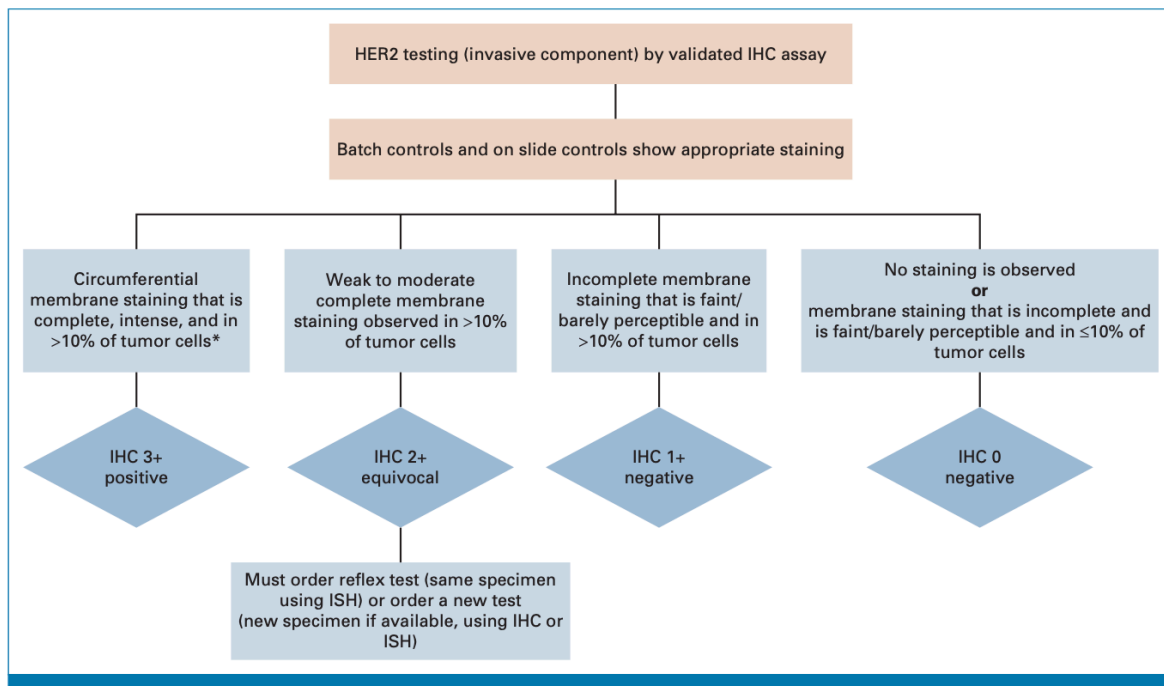 HER2 testing (invasive component) by validated IHC assay
Batch controls and on slide controls show appropriate staining
Circumferential
membrane staining that is
complete, intense, and in
>10% of tumor cells*
Weak to moderate
complete membrane
staining observed in >10%
of tumor cells
Incomplete membrane
staining that is faint/
barely perceptible and in
>10% of tumor cells
No staining is observed
or
membrane staining that is incomplete and
is faint/barely perceptible and in ≤10% of
tumor cells
IHC 3+
positive
IHC 2+
equivocal
IHC 1+
negative
IHC 0
negative
Must order reflex test (same specimen
using ISH) or order a new test
(new specimen if available, using IHC or
ISH)